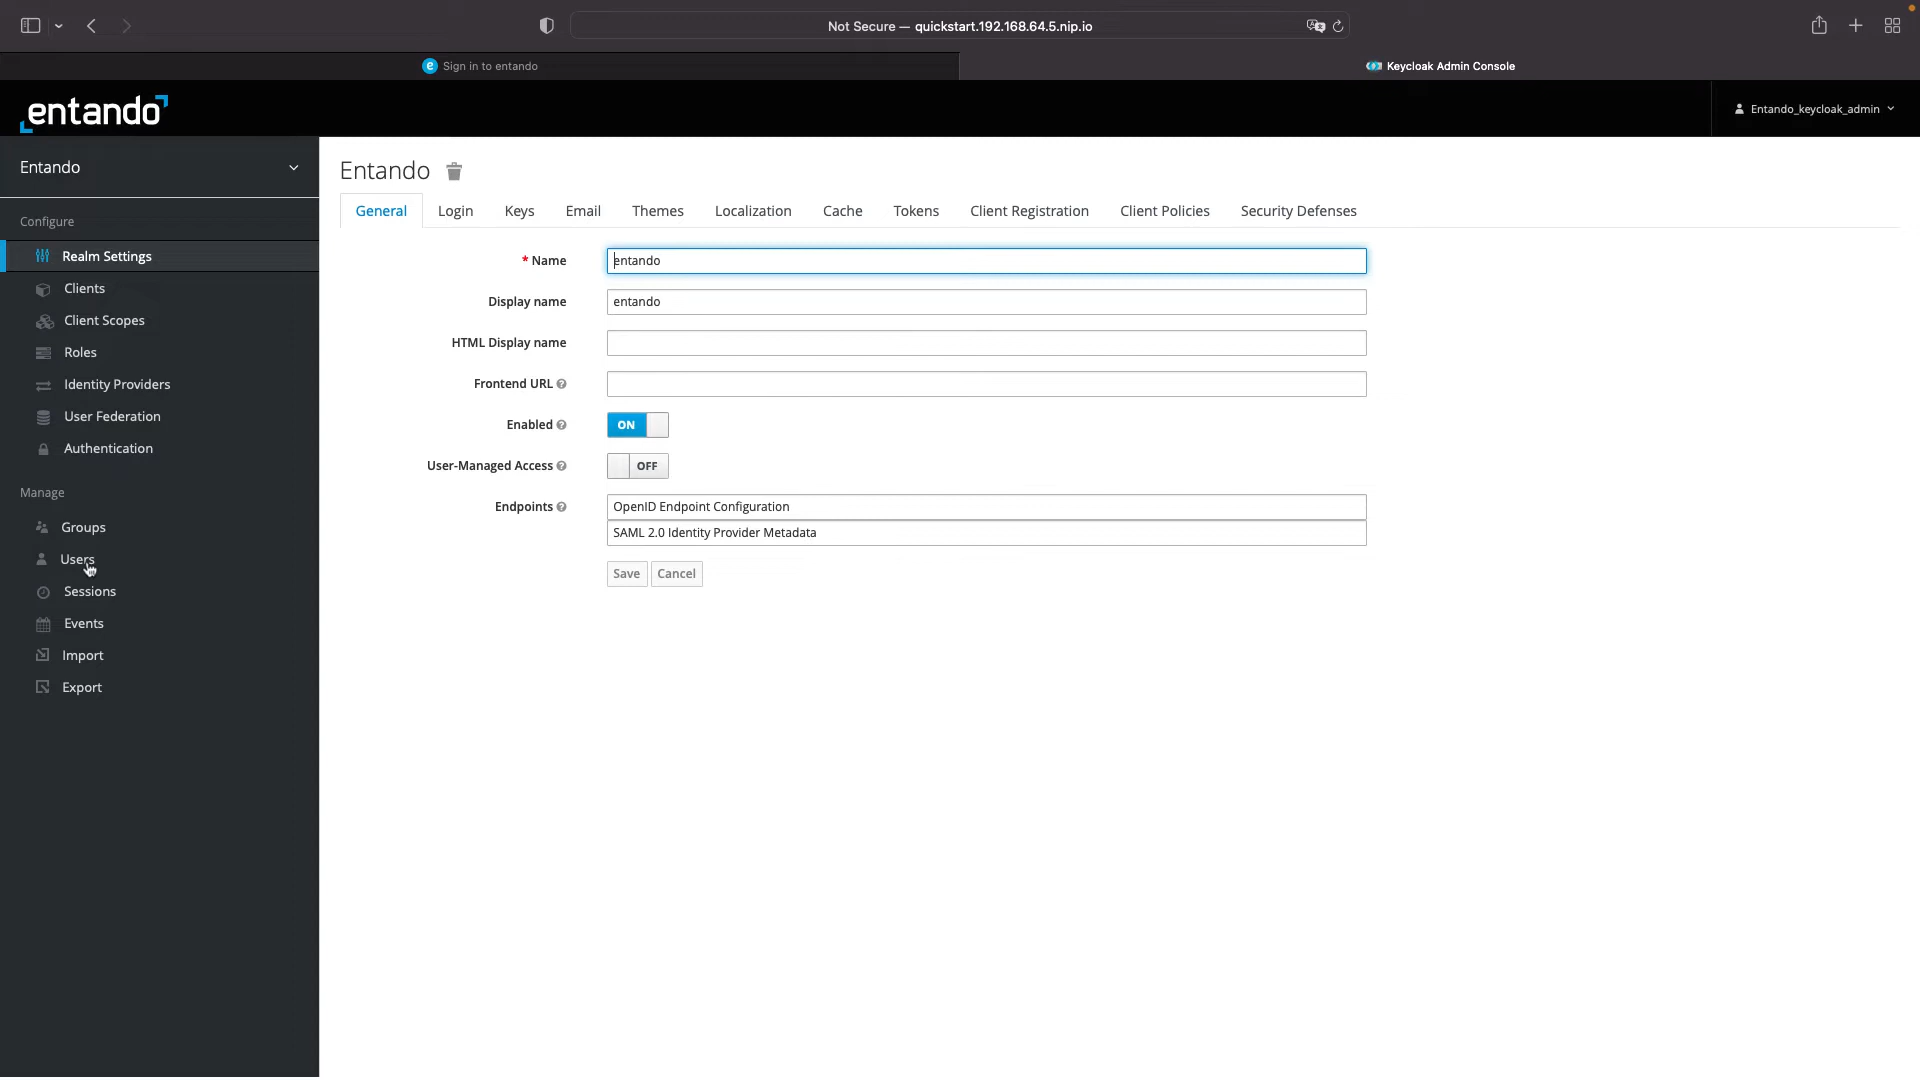 Not Secure — quickstart.192.168.64.5.nip.io
Sign in to entando
Keycloak Admin Console
entando
Entando_keycloak_admin
Entando
Configure
Realm Settings
Clients
Client Scopes
Roles
Identity Providers
User Federation
Authentication
Manage
Groups
Users
Sessions
Events
Import
Export
Entando
General Login Keys Email Themes Localization Cache Tokens Client Registration Client Policies Security Defenses
* Name entando
Display name entando
HTML Display name
Frontend URL
Enabled ON
User-Managed Access OFF
Endpoints OpenID Endpoint Configuration
SAML 2.0 Identity Provider Metadata
Save Cancel